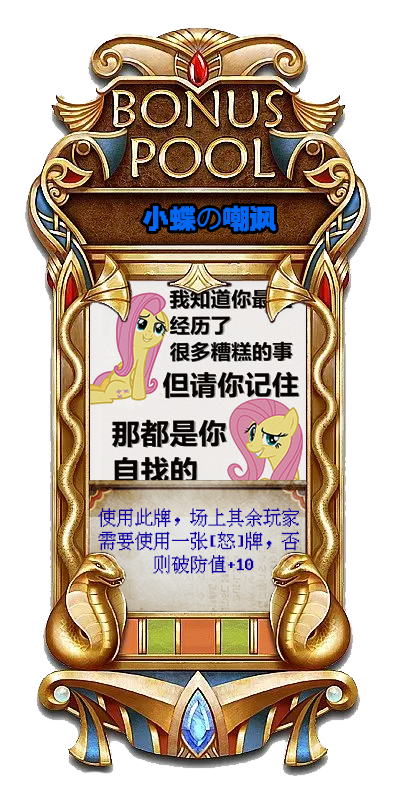 BONUS
POOL
小蝶の嘲讽
我知道你最
经历了
很多糟糕的事
但请你记住
那都是你
自找的
使用此牌，场上其余玩家
需要使用一张[怒]牌，否
则破防值+10